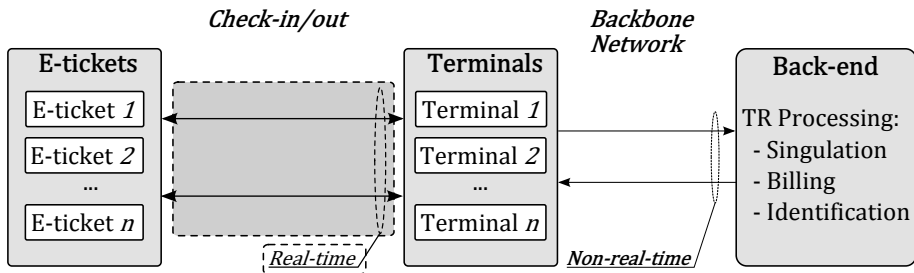 Check-in/out
Backbone
Network
E-tickets
E-ticket 1
E-ticket 2
...
E-ticket n
Terminals
Terminal 1
Terminal 2
...
Terminal n
Back-end
TR Processing:
- Singulation
- Billing
- Identification
Real-time
Non-real-time